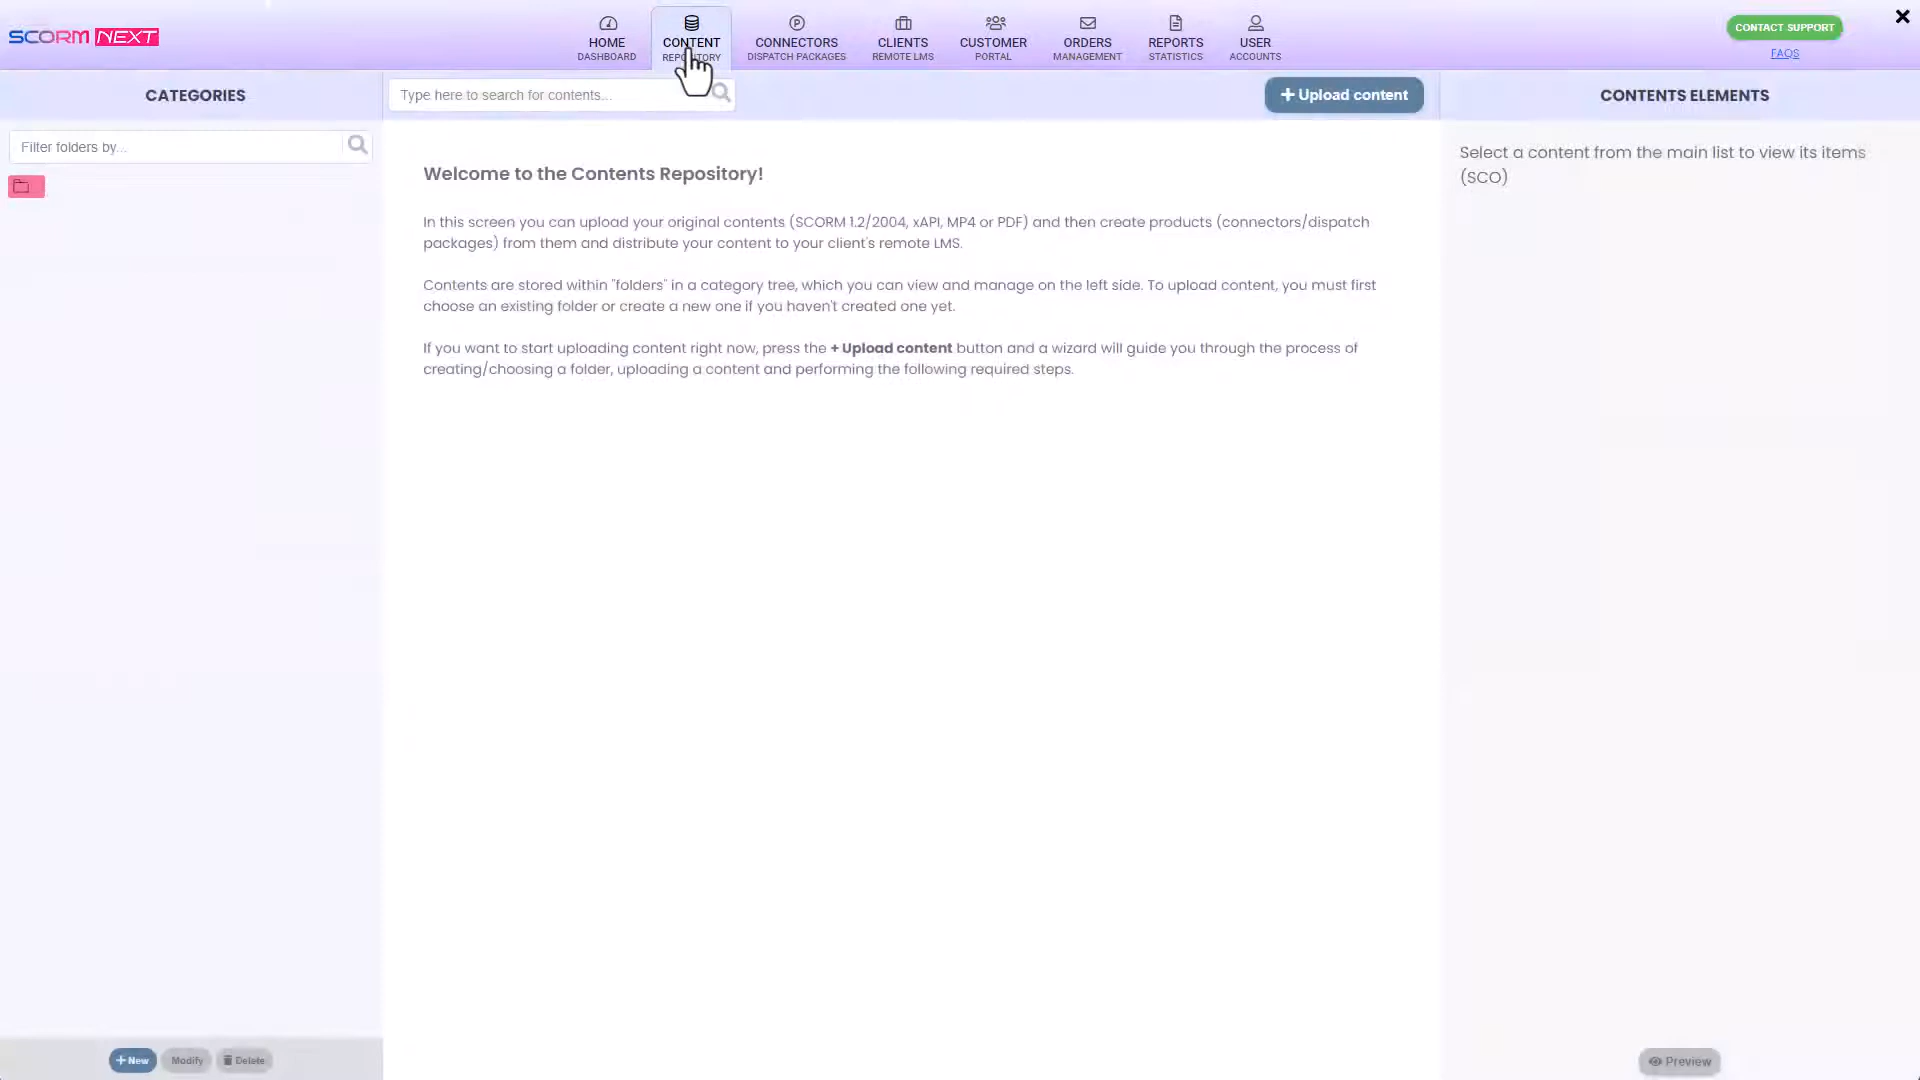 SCORM NEXT
HOME
DASHBOARD
CONTENT
REPOSITORY
CONNECTORS
DISPATCH PACKAGES
CLIENTS
REMOTE LMS
CUSTOMER
PORTAL
ORDERS
MANAGEMENT
REPORTS
STATISTICS
USER
ACCOUNTS
CONTACT SUPPORT
FAQS
CATEGORIES
Type here to search for contents...
+ Upload content
CONTENTS ELEMENTS
Filter folders by...
Select a content from the main list to view its items
(SCO)
Welcome to the Contents Repository!
In this screen you can upload your original contents (SCORM 1.2/2004, xAPI, MP4 or PDF) and then create products (connectors/dispatch
packages) from them and distribute your content to your client's remote LMS.
Contents are stored within "folders" in a category tree, which you can view and manage on the left side. To upload content, you must first
choose an existing folder or create a new one if you haven't created one yet.
If you want to start uploading content right now, press the + Upload content button and a wizard will guide you through the process of
creating/choosing a folder, uploading a content and performing the following required steps.
+ New
Modify
Delete
Preview